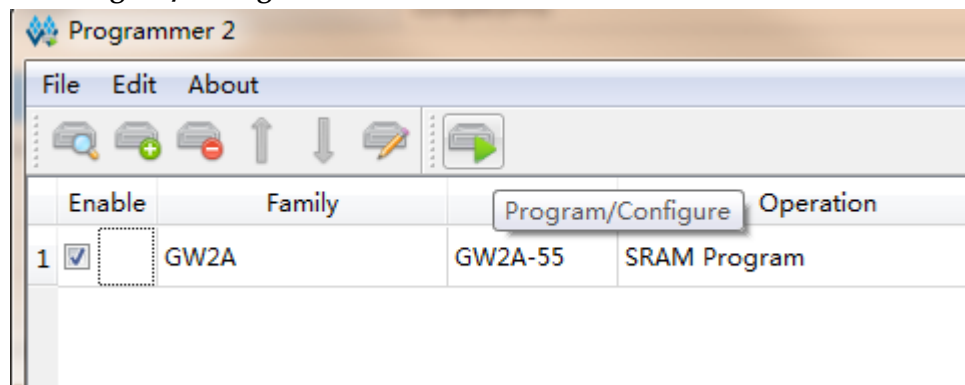 Programmer 2
File Edit About
Enable Family Program/Configure Operation
1 GW2A GW2A-55 SRAM Program